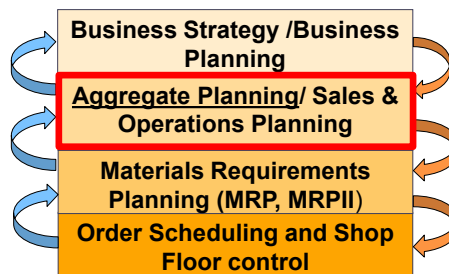 Business Strategy /Business
Planning
Aggregate Planning/ Sales &
Operations Planning
Materials Requirements
Planning (MRP, MRPII)
Order Scheduling and Shop
Floor control